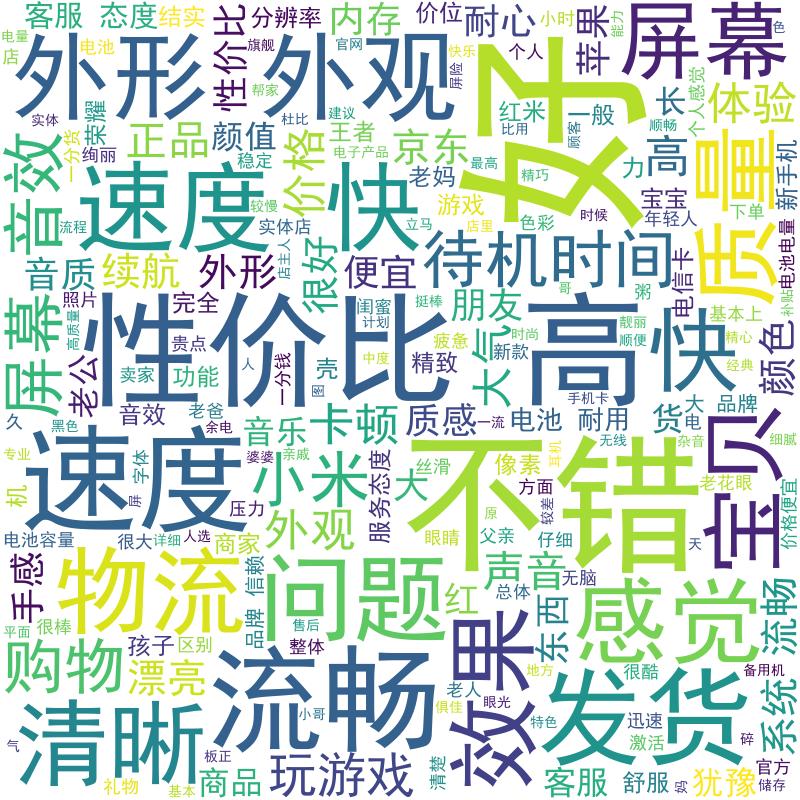 客服 态度
结实
分辨率
内存
价位
耐心
小时
苹果
能力
屏幕
色
电量
店
电池
性价比
旗舰
官网
快乐
个人
外形
外观
好
实体
荣耀
帮家
杜比
建议
屏险
红米
一般
长
个人感觉
体验
一分货
绚丽
正品
颜值
王者
电子产品
京东
比用
顾客
顺畅
稳定
价格
最高
精巧
力
高
质量
新手机
音效
速度
快
老妈
宝宝
年轻人
下单
较慢
游戏
店里
色彩
时候
流程
实体店
立马
电池电量
店主人
很好
待机时间
电信卡
音质
续航
外形
便宜
哥
粥
补贴
照片
完全
闺蜜
计划
挺棒
朋友
时尚
靓丽
顺便
基本上
屏幕
高质量
性价比
高
快
精心
颜色
贵点
大气
疲惫
新款
老公
卖家
功能
一分钱
壳
中度
精致
经典
人
图
手机卡
久
黑色
音效
老爸
余电
音乐
卡顿
质感
一流
电池
耐用
货
大
电
品牌
无线
杂音
细腻
速度
婆婆
亲戚
不错
宝贝
专业
机
字体
屏
小米
大
服务态度
丝滑
像素
耳机
方面
老花眼
压力
较差
价格便宜
电池容量
很大
详细
人选
商家
外观
眼睛
原
父亲
仔细
天
手感
物流
信赖
问题
声音
无脑
感觉
流畅
平面
很棒
品牌
售后
红
总体
东西
购物
孩子
区别
整体
效果
漂亮
流畅
地方
很酷
备用机
老人
俱佳
眼光
发货
系统
清晰
小哥
特色
迅速
激活
碎
官方
气
板正
玩游戏
清楚
礼物
基本
商品
客服
舒服
妈
犹豫
储存